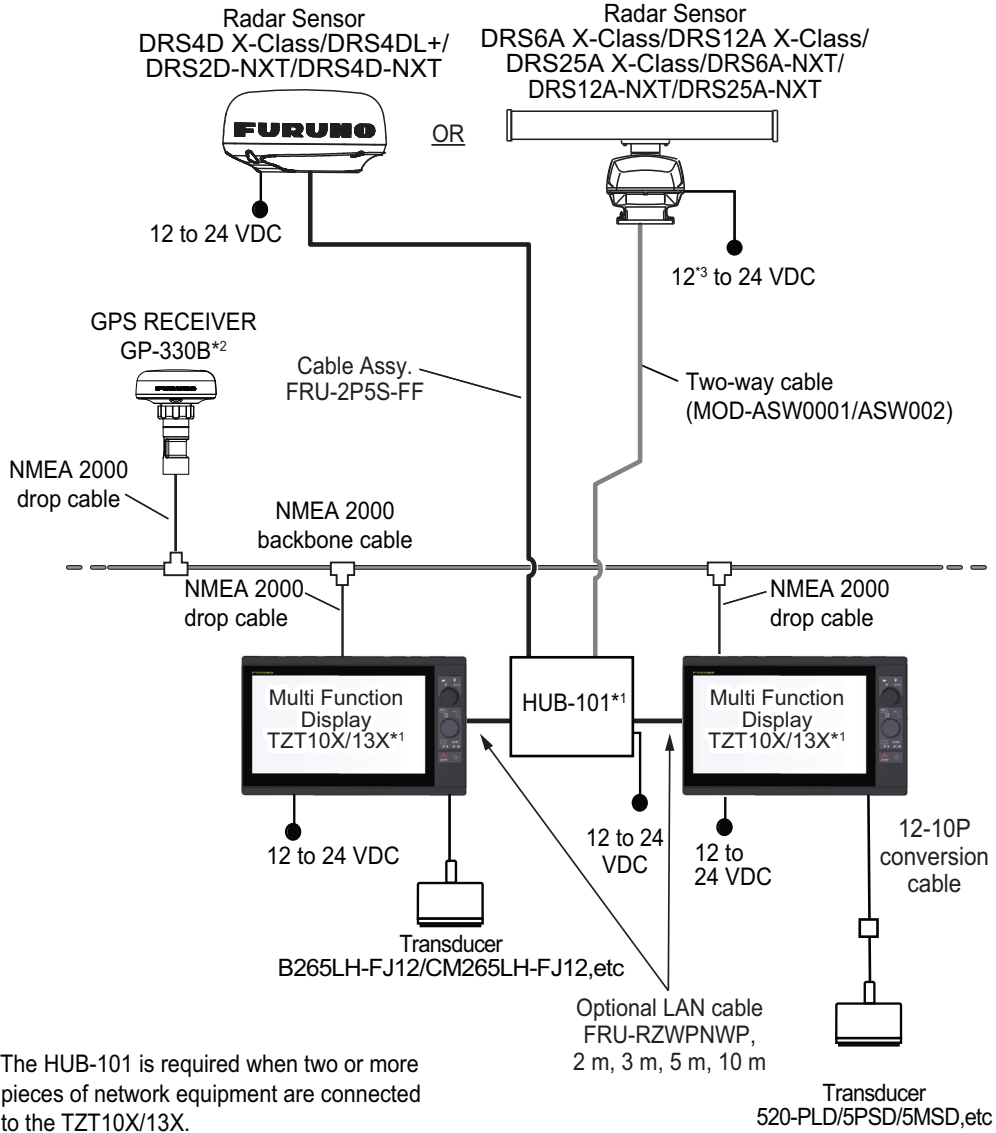 Radar Sensor
DRS4D X-Class/DRS4DL+/
DRS2D-NXT/DRS4D-NXT
Radar Sensor
DRS6A X-Class/DRS12A X-Class/
DRS25A X-Class/DRS6A-NXT/
DRS12A-NXT/DRS25A-NXT
FURUNO
OR
12 to 24 VDC
12*3 to 24 VDC
GPS RECEIVER
GP-330B*2
FURUNO
Cable Assy.
FRU-2P5S-FF
Two-way cable
(MOD-ASW0001/ASW002)
NMEA 2000
drop cable
NMEA 2000
backbone cable
NMEA 2000
drop cable
NMEA 2000
drop cable
Multi Function
Display
TZT10X/13X*1
HUB-101*1
Multi Function
Display
TZT10X/13X*1
12 to 24 VDC
12 to 24
VDC
12 to
24 VDC
12-10P
conversion
cable
Transducer
B265LH-FJ12/CM265LH-FJ12,etc
Optional LAN cable
FRU-RZWPNWP,
2 m, 3 m, 5 m, 10 m
Transducer
520-PLD/5PSD/5MSD,etc
The HUB-101 is required when two or more
pieces of network equipment are connected
to the TZT10X/13X.